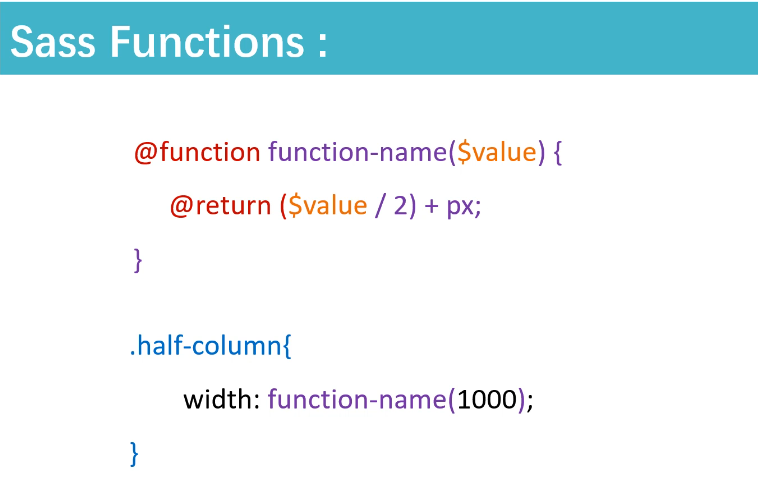 Sass Functions :
@function function-name($value) {
@return ($value / 2) + px;
}
.half-column{
width: function-name(1000);
}